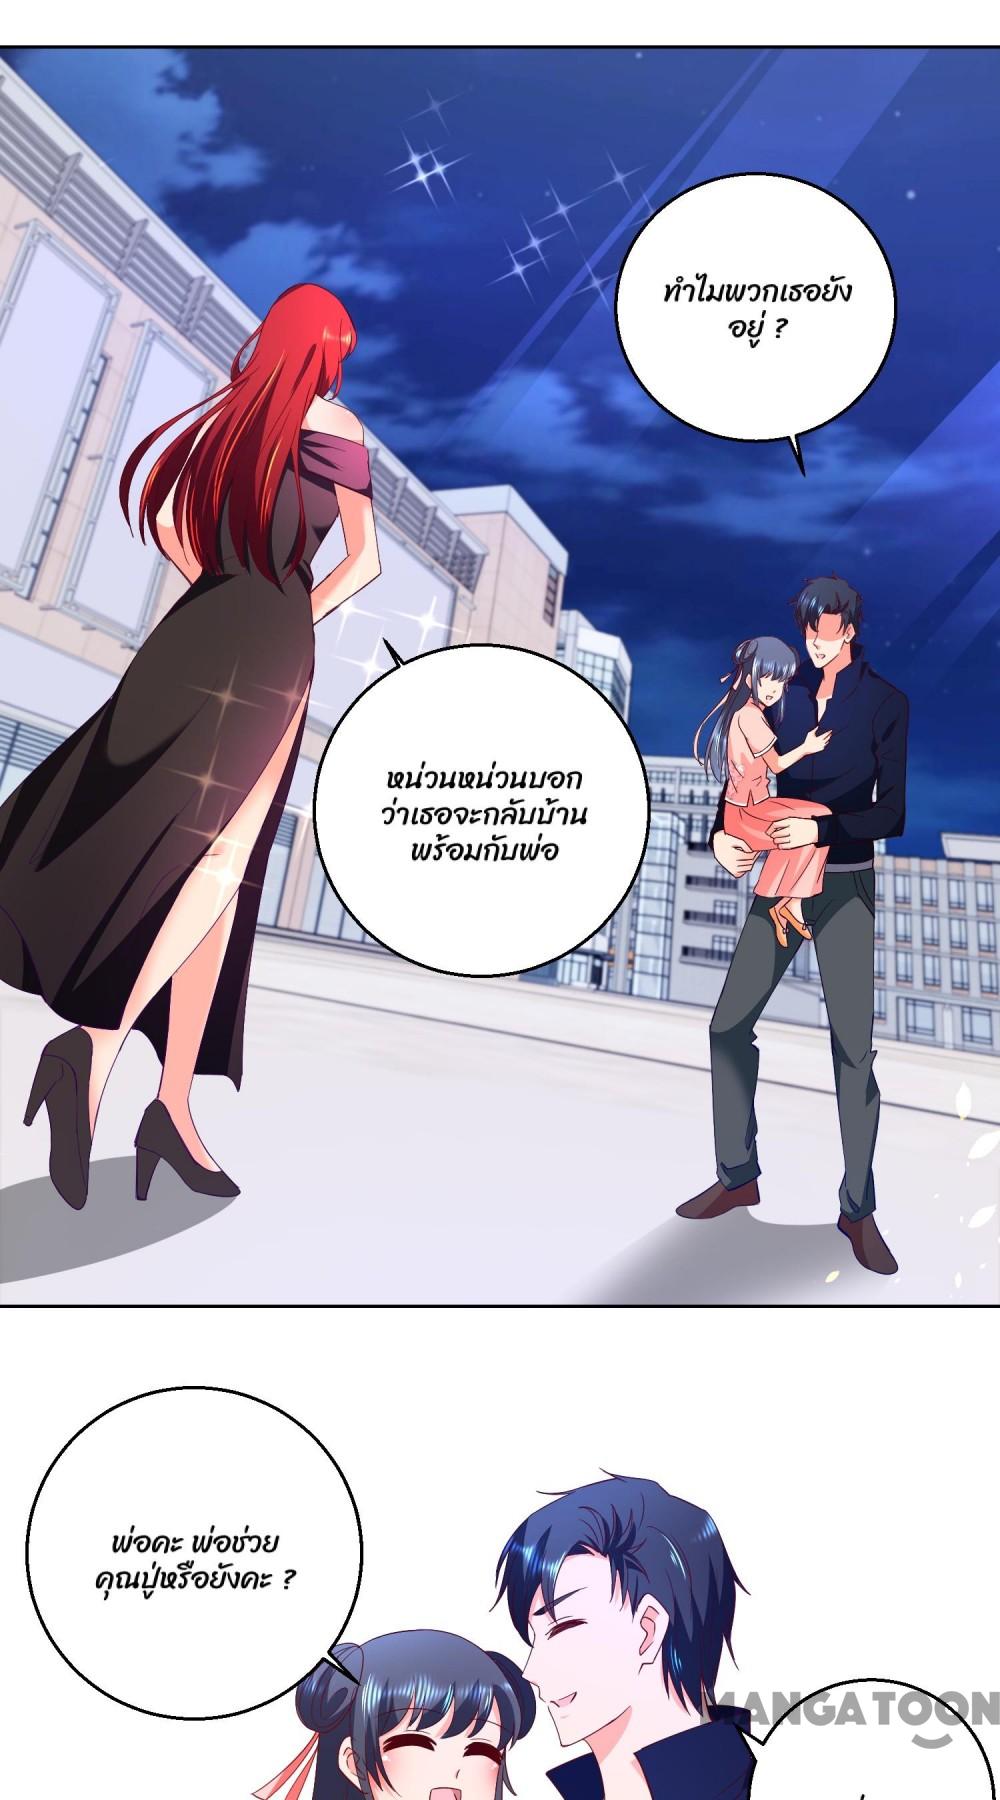 ทำไมพวกเธอยัง
อยู่ ?
หน่วนหน่วนบอก
ว่าเธอจะกลับบ้าน
พร้อมกับพ่อ
พ่อคะ พ่อช่วย
คุณปู่หรือยังคะ ?
MANGATOON